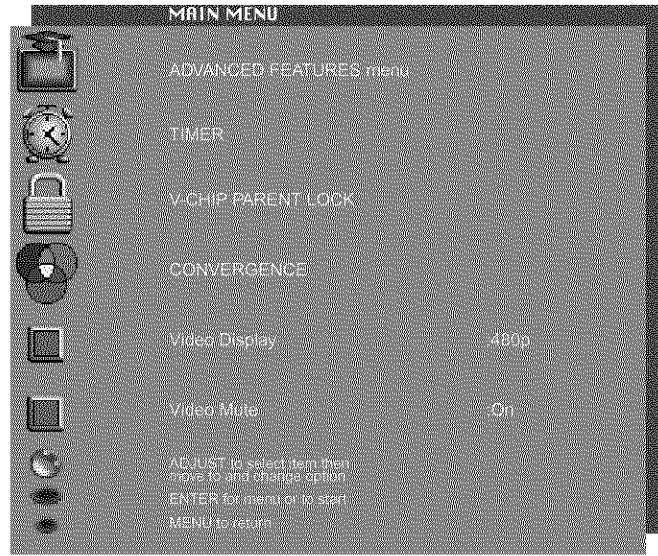 MAIN MENU
ADVANCED FEATURES menu
TIMER
V-CHIP PARENT LOCK
CONVERGENCE
Video Display 480p
Video Mute On
ADJUST to select item then
move to and change option
ENTER for menu or to start
MENU to return